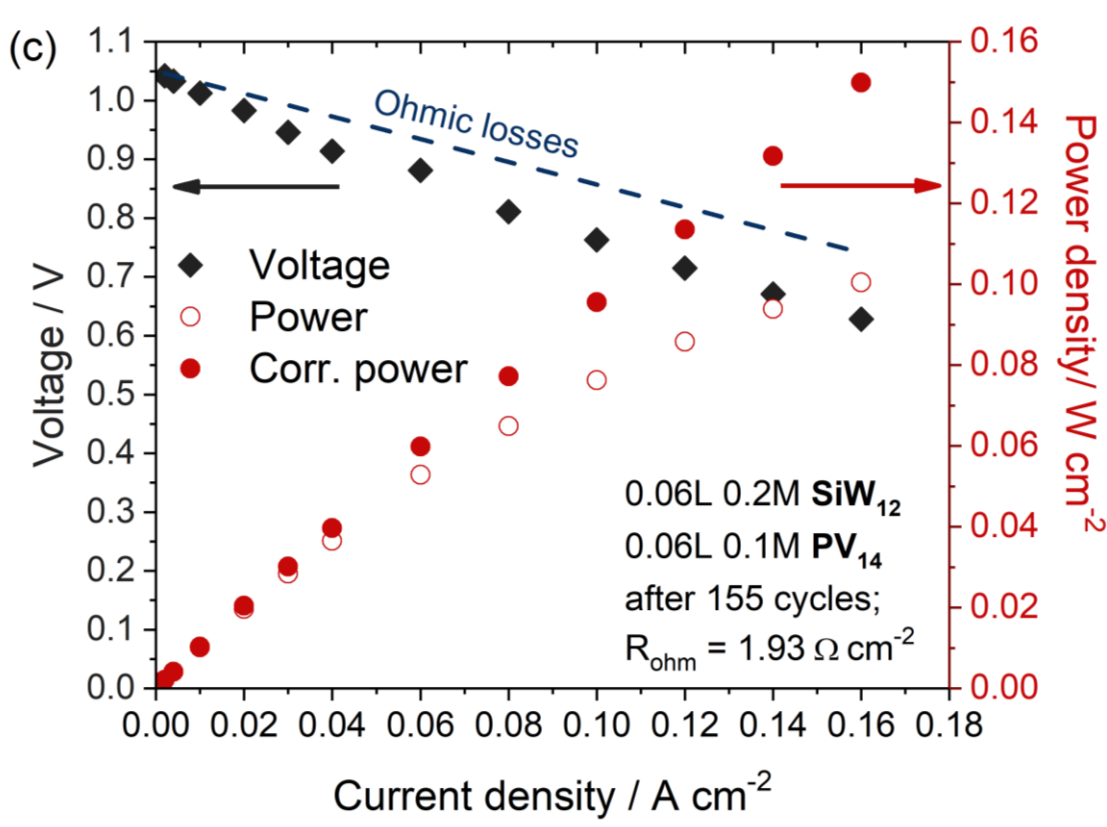 (c)
1.1
1.0
0.9
0.8
0.7
0.6
0.5
0.4
0.3
0.2
0.1
0.0
Voltage / V
Ohmic losses
Voltage
Power
Corr. power
0.06L 0.2M SiW₁₂
0.06L 0.1M PV₁₄
after 155 cycles;
Rohm = 1.93 Ω cm⁻²
0.16
0.14
0.12
0.10
0.08
0.06
0.04
0.02
0.00
Power density/ W cm⁻²
0.00 0.02 0.04 0.06 0.08 0.10 0.12 0.14 0.16 0.18
Current density / A cm⁻²